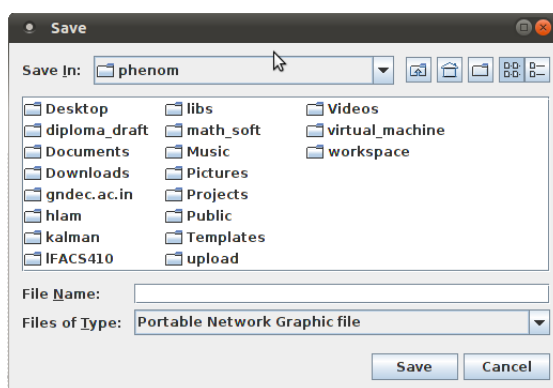 Save
Save In: phenom
Desktop
diploma_draft
Documents
Downloads
gndec.ac.in
hlam
kalman
IFACS410
libs
math_soft
Music
Pictures
Projects
Public
Templates
upload
Videos
virtual_machine
workspace
File Name:
Files of Type: Portable Network Graphic file
Save Cancel